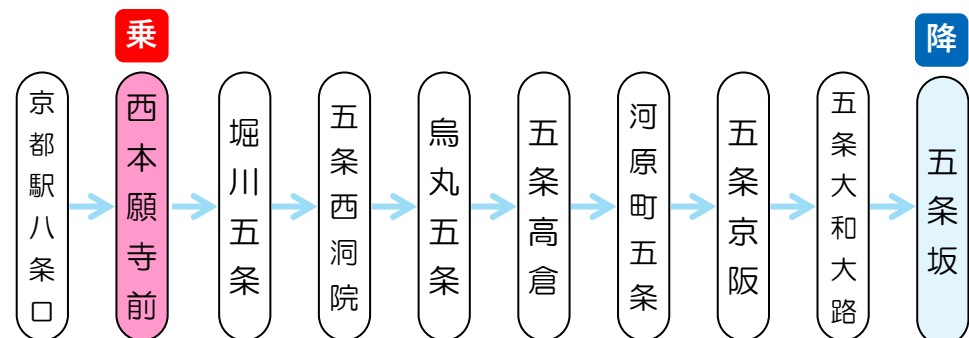 乗
降
京都駅八条口
西本願寺前
堀川五条
五条西洞院
烏丸五条
五条高倉
河原町五条
五条京阪
五条大和大路
五条坂